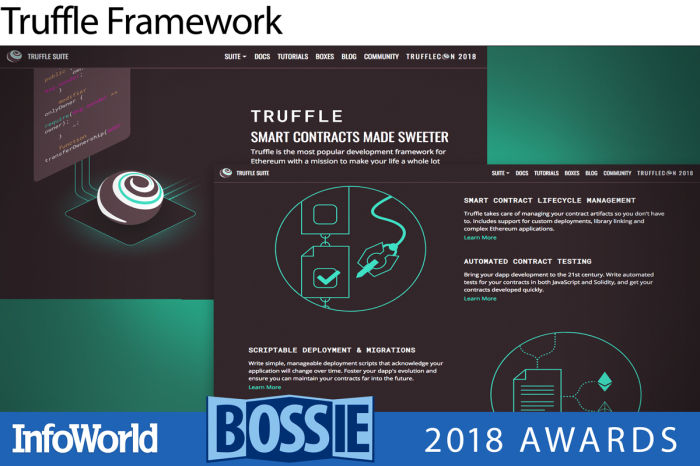 Truffle Framework
TRUFFLE SUITE
SUITE DOCS TUTORIALS BOXES BLOG COMMUNITY TRUFFLECON 2018
public
modifier
onlyOwner {
require(
owner); _;
}
function
transferOwnership(
TRUFFLE
SMART CONTRACTS MADE SWEETER
Truffle is the most popular development framework for
Ethereum with a mission to make your life a whole lot
TRUFFLE SUITE
SUITE DOCS TUTORIALS BOXES BLOG COMMUNITY TRUFFLECON 2018
SMART CONTRACT LIFECYCLE MANAGEMENT
Truffle takes care of managing your contract artifacts so you don't have
to. Includes support for custom deployments, library linking and
complex Ethereum applications.
Learn More
AUTOMATED CONTRACT TESTING
Bring your dapp development to the 21st century. Write automated
tests for your contracts in both JavaScript and Solidity, and get your
contracts developed quickly.
Learn More
SCRIPTABLE DEPLOYMENT & MIGRATIONS
Write simple, manageable deployment scripts that acknowledge your
application will change over time. Foster your dapp's evolution and
ensure you can maintain your contracts far into the future.
Learn More
InfoWorld
BOSSIE
2018 AWARDS